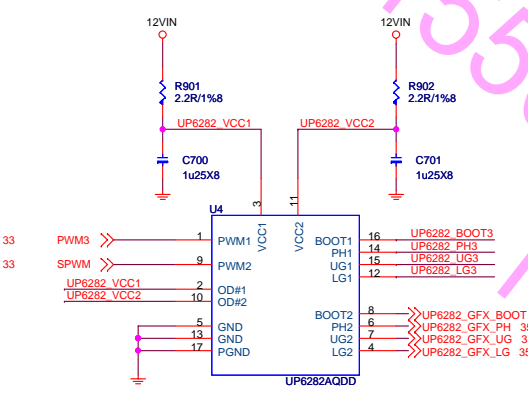 12VIN
12VIN
R901
2.2R/1%8
R902
2.2R/1%8
UP6282_VCC1
UP6282_VCC2
C700
1u25X8
C701
1u25X8
U4
3
11
VCC1
VCC2
33 PWM3 1 PWM1
33 SPWM 9 PWM2
UP6282_VCC1 2 OD#1
UP6282_VCC2 10 OD#2
5 GND
13 GND
17 PGND
BOOT1 16 UP6282_BOOT3
PH1 14 UP6282_PH3
UG1 15 UP6282_UG3
LG1 12 UP6282_LG3
BOOT2 8 UP6282_GFX_BOOT
PH2 6 UP6282_GFX_PH 35
UG2 7 UP6282_GFX_UG 3
LG2 4 UP6282_GFX_LG 35
UP6282AQDD